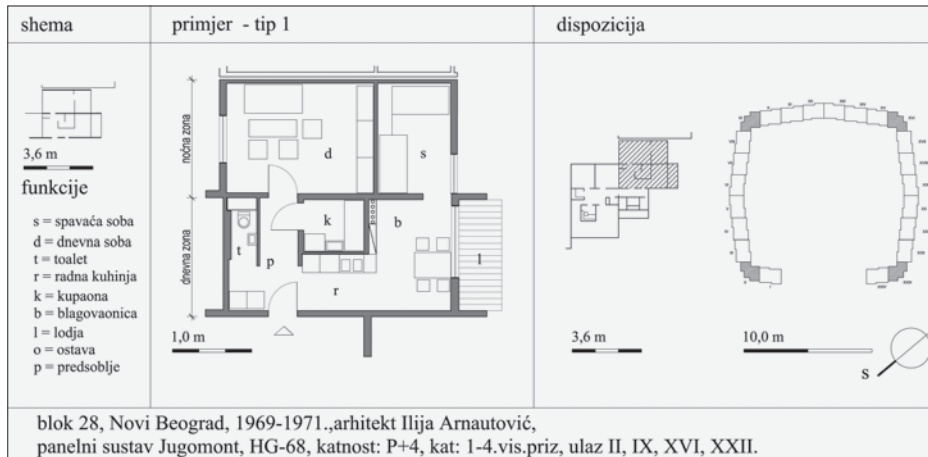 shema
primjer - tip 1
dispozicija
3,6 m
funkcije
s = spavaća soba
d = dnevna soba
t = toalet
r = radna kuhinja
k = kupaona
b = blagovaonica
l = lodja
o = ostava
p = predsoblje
noćna zona
dnevna zona
d
s
k
b
t
p
r
l
1,0 m
3,6 m
10,0 m
s
blok 28, Novi Beograd, 1969-1971.,arhitekt Ilija Arnautović,
panelni sustav Jugomont, HG-68, katnost: P+4, kat: 1-4.vis.priz, ulaz II, IX, XVI, XXII.